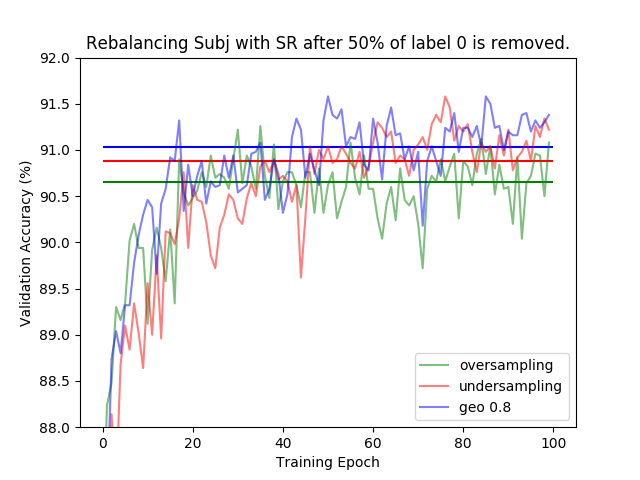 Rebalancing Subj with SR after 50% of label 0 is removed.
92.0
91.5
91.0
90.5
90.0
89.5
89.0
88.5
88.0
Validation Accuracy (%)
0
20
40
60
80
100
Training Epoch
oversampling
undersampling
geo 0.8